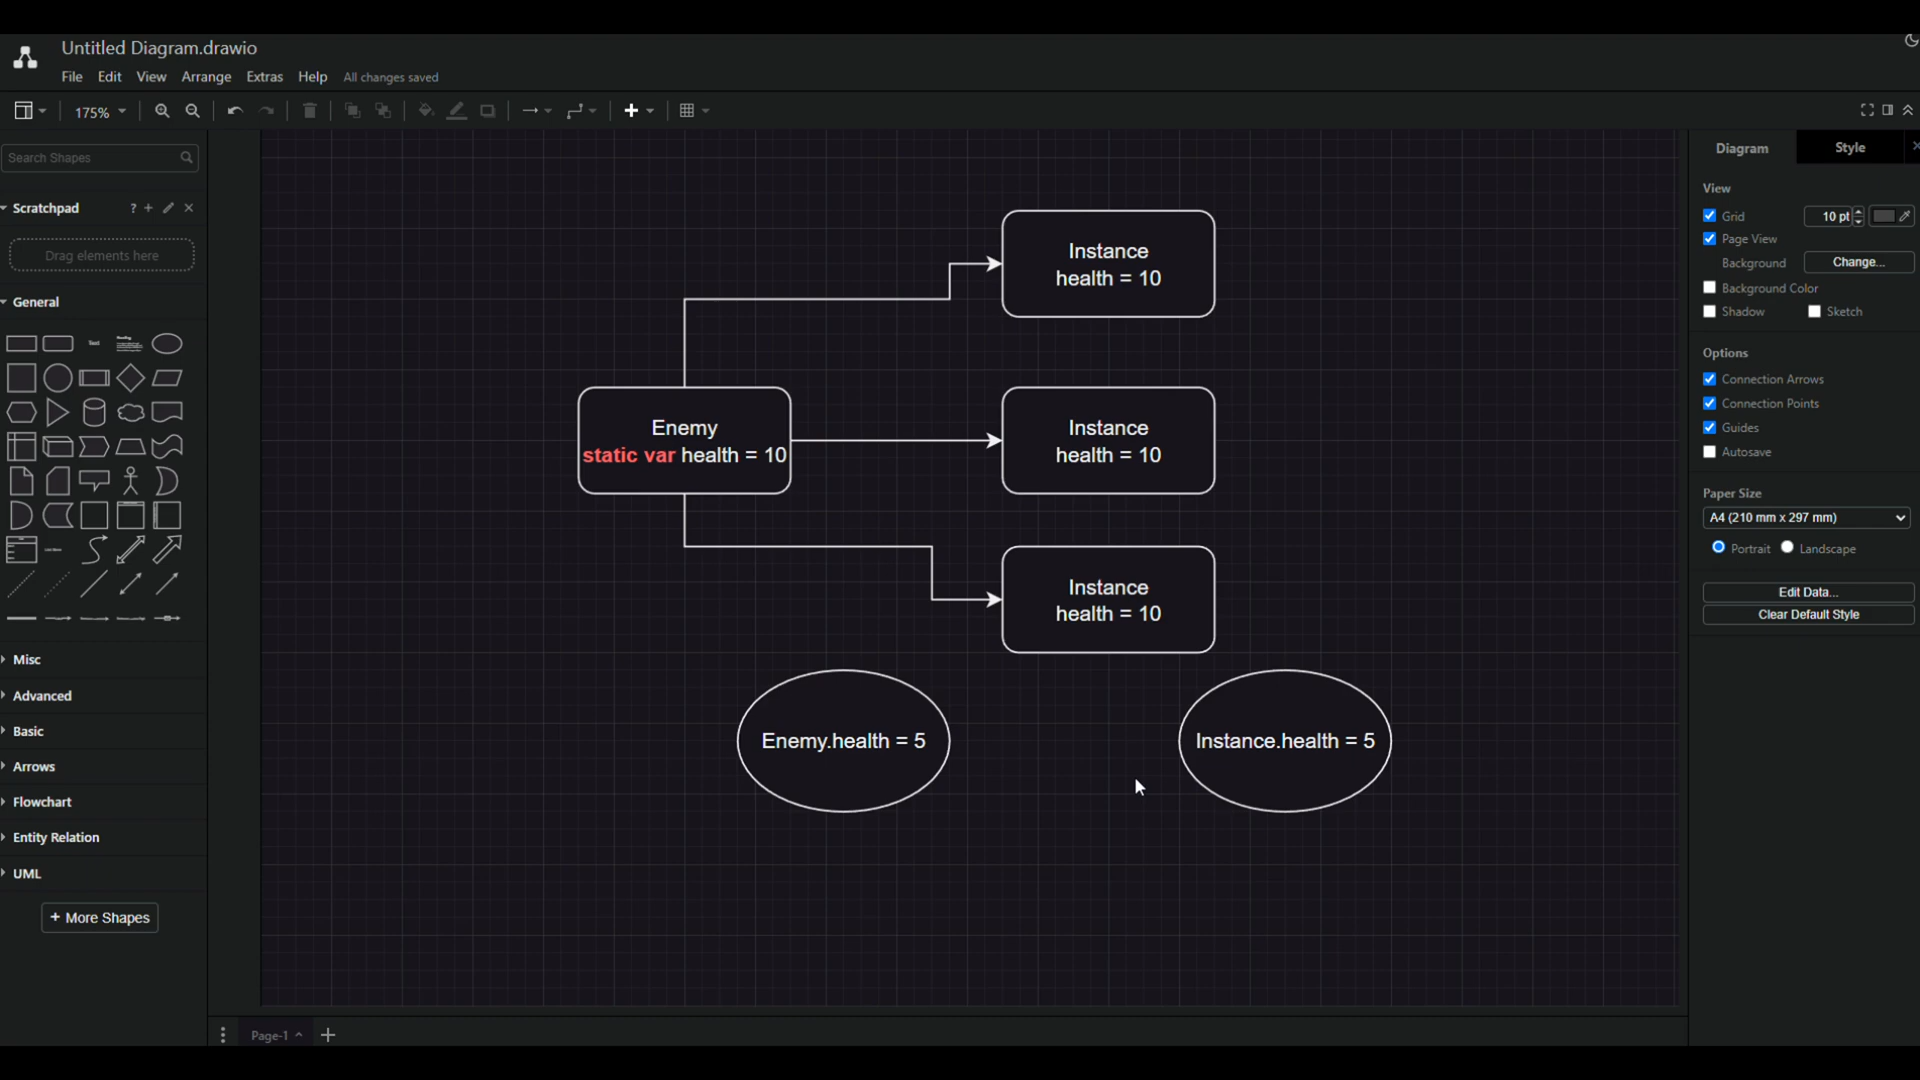 Untitled Diagram.drawio
File Edit View Arrange Extras Help All changes saved
175%
Search Shapes
Scratchpad ? + 
Drag elements here
General
Text
Misc
Advanced
Basic
Arrows
Flowchart
Entity Relation
UML
+ More Shapes
Instance
health = 10
Enemy
static var health = 10
Instance
health = 10
Instance
health = 10
Enemy.health = 5
Instance.health = 5
Page-1
Diagram Style
View
Grid 10 pt
Page View
Background Change...
Background Color
Shadow Sketch
Options
Connection Arrows
Connection Points
Guides
Autosave
Paper Size
A4 (210 mm x 297 mm)
Portrait Landscape
Edit Data...
Clear Default Style